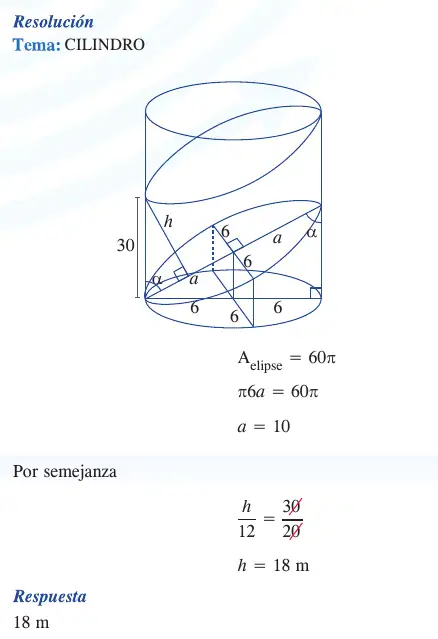 Resolución
Tema: CILINDRO
30
h
6
a
α
6
α
a
6
6
6
A_elipse = 60π
π6a = 60π
a = 10
Por semejanza
h/12 = 30/20
h = 18 m
Respuesta
18 m